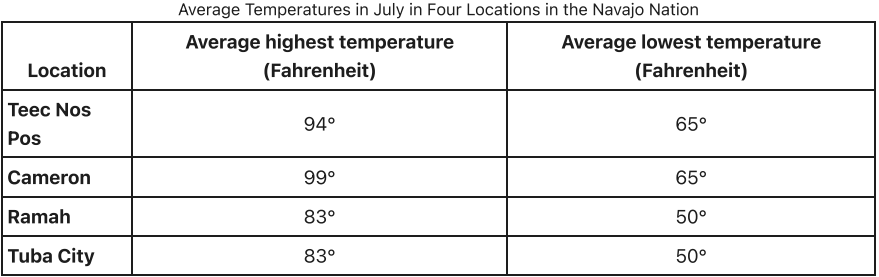 Average Temperatures in July in Four Locations in the Navajo Nation
Location
Average highest temperature
(Fahrenheit)
Average lowest temperature
(Fahrenheit)
Teec Nos
Pos
94°
65°
Cameron
99°
65°
Ramah
83°
50°
Tuba City
83°
50°